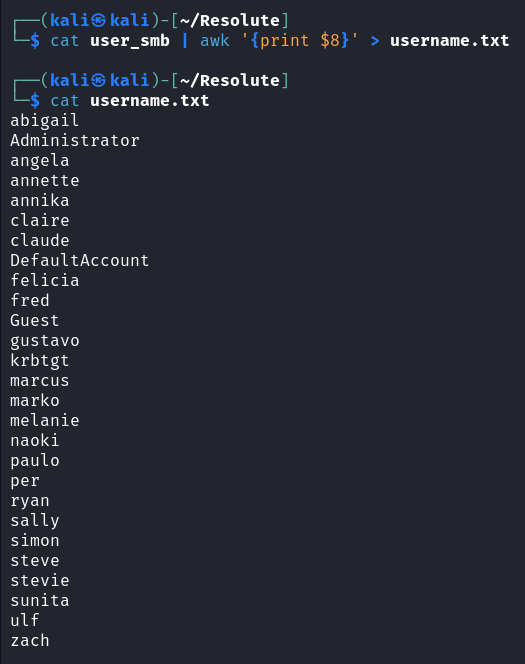 ┌──(kali㉿kali)-[~/Resolute]
└─$ cat user_smb | awk '{print $8}' > username.txt
┌──(kali㉿kali)-[~/Resolute]
└─$ cat username.txt
abigail
Administrator
angela
annette
annika
claire
claude
DefaultAccount
felicia
fred
Guest
gustavo
krbtgt
marcus
marko
melanie
naoki
paulo
per
ryan
sally
simon
steve
stevie
sunita
ulf
zach